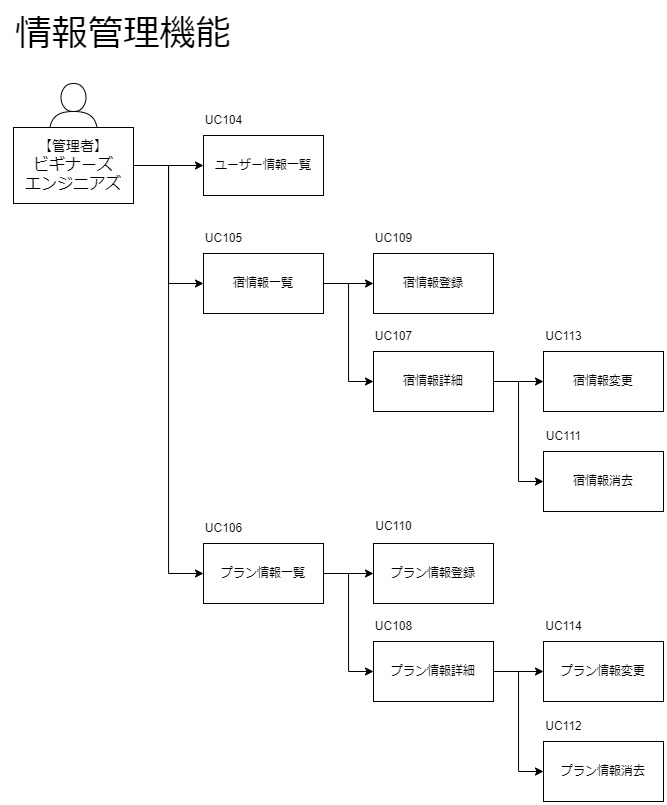 情報管理機能
【管理者】
ビギナーズ
エンジニアズ
UC104
ユーザー情報一覧
UC105
宿情報一覧
UC109
宿情報登録
UC107
宿情報詳細
UC113
宿情報変更
UC111
宿情報消去
UC106
プラン情報一覧
UC110
プラン情報登録
UC108
プラン情報詳細
UC114
プラン情報変更
UC112
プラン情報消去